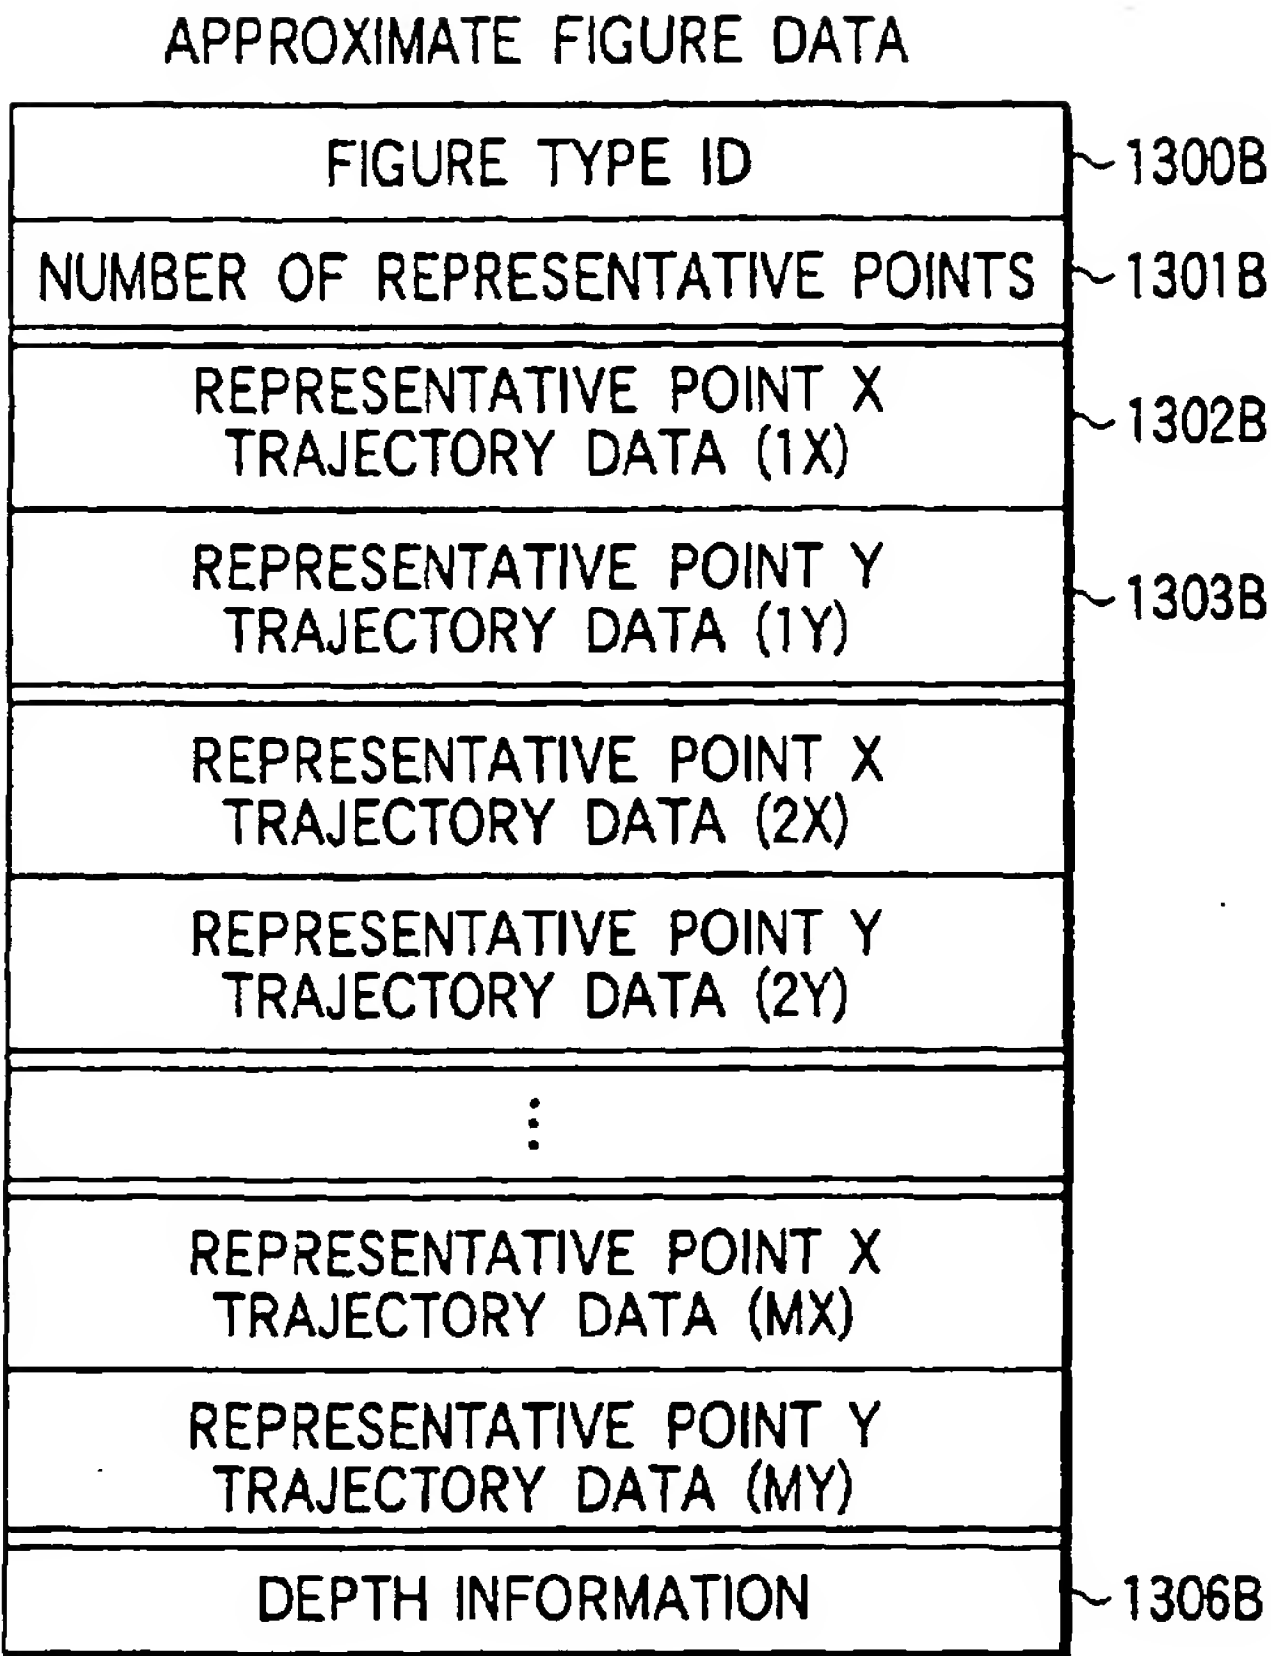 APPROXIMATE FIGURE DATA
FIGURE TYPE ID
1300B
NUMBER OF REPRESENTATIVE POINTS
1301B
REPRESENTATIVE POINT X
TRAJECTORY DATA (1X)
1302B
REPRESENTATIVE POINT Y
TRAJECTORY DATA (1Y)
1303B
REPRESENTATIVE POINT X
TRAJECTORY DATA (2X)
REPRESENTATIVE POINT Y
TRAJECTORY DATA (2Y)
⋮
REPRESENTATIVE POINT X
TRAJECTORY DATA (MX)
REPRESENTATIVE POINT Y
TRAJECTORY DATA (MY)
DEPTH INFORMATION
1306B